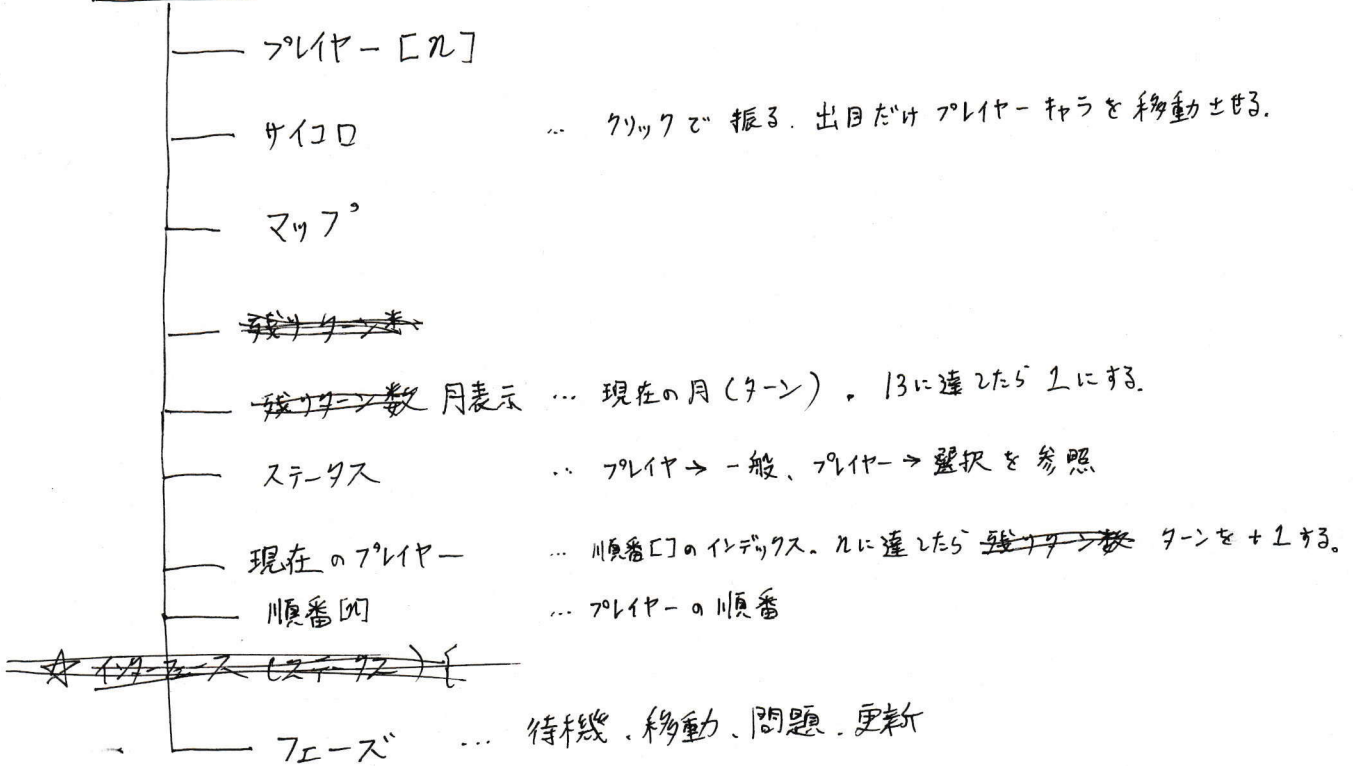 プレイヤー [n]
サイコロ … クリックで振る. 出目だけプレイヤーキャラを移動させる.
マップ
残りターン数
残りターン数 月表示 … 現在の月(ターン). 13に達したら1にする.
ステータス … プレイヤ→一般、プレイヤー→選択を参照
現在のプレイヤー … 順番[]のインデックス。nに達したら 残りターン数 ターンを+1する。
順番[n] … プレイヤーの順番
☆ インターフェース (ステータス) {
フェーズ … 待機、移動、問題、更新